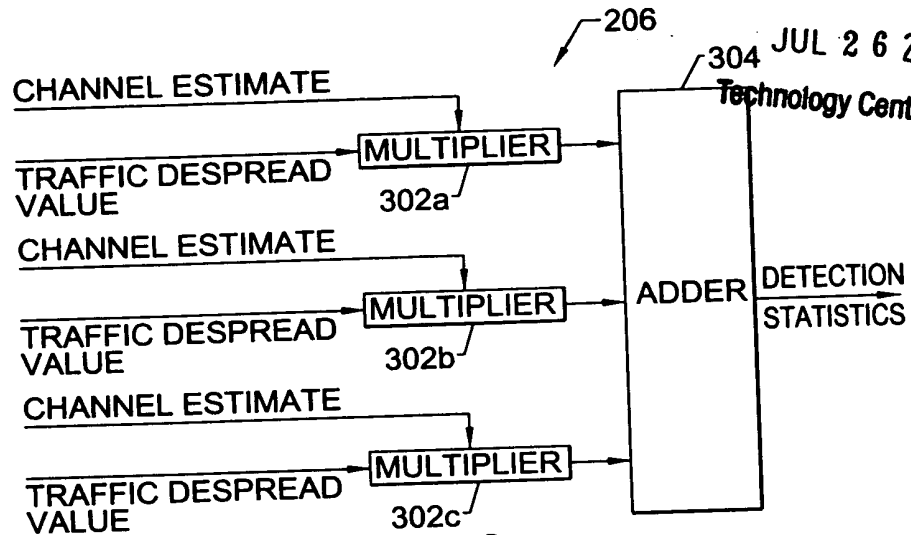 206
304
JUL 2 6 2
Technology Cent
CHANNEL ESTIMATE
MULTIPLIER
TRAFFIC DESPREAD
VALUE
302a
CHANNEL ESTIMATE
MULTIPLIER
ADDER
DETECTION
STATISTICS
TRAFFIC DESPREAD
VALUE
302b
CHANNEL ESTIMATE
MULTIPLIER
TRAFFIC DESPREAD
VALUE
302c